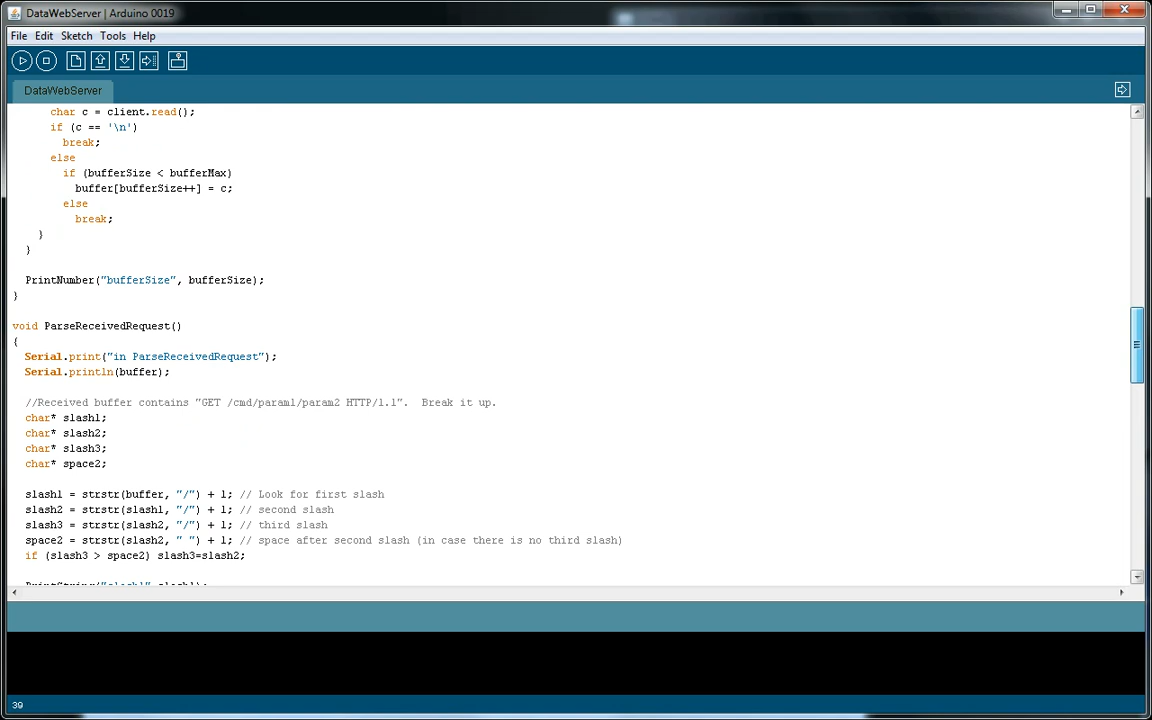 DataWebServer | Arduino 0019
File Edit Sketch Tools Help
DataWebServer
char c = client.read();
if (c == '\n')
break;
else
if (bufferSize < bufferMax)
buffer[bufferSize++] = c;
else
break;
}
}
PrintNumber("bufferSize", bufferSize);
}
void ParseReceivedRequest()
{
Serial.print("in ParseReceivedRequest");
Serial.println(buffer);
//Received buffer contains "GET /cmd/param1/param2 HTTP/1.1".  Break it up.
char* slash1;
char* slash2;
char* slash3;
char* space2;
slash1 = strstr(buffer, "/") + 1; // Look for first slash
slash2 = strstr(slash1, "/") + 1; // second slash
slash3 = strstr(slash2, "/") + 1; // third slash
space2 = strstr(slash2, " ") + 1; // space after second slash (in case there is no third slash)
if (slash3 > space2) slash3=slash2;
PrintString("slash1",slash1);
39